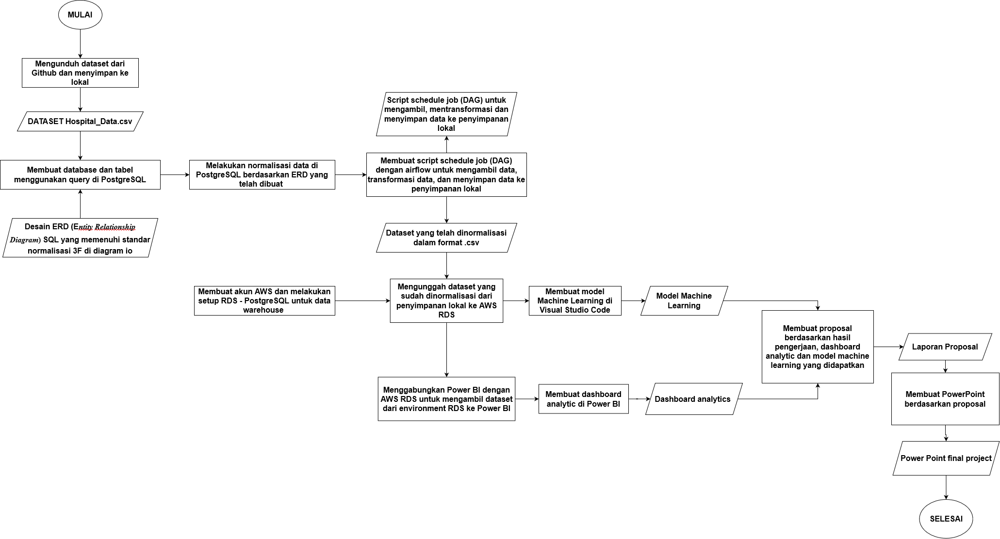 MULAI
Mengunduh dataset dari
Github dan menyimpan ke
lokal
DATASET Hospital_Data.csv
Membuat database dan tabel
menggunakan query di PostgreSQL
Desain ERD (Entity Relationship
Diagram) SQL yang memenuhi standar
normalisasi 3F di diagram io
Melakukan normalisasi data di
PostgreSQL berdasarkan ERD yang
telah dibuat
Script schedule job (DAG) untuk
mengambil, mentransformasi dan
menyimpan data ke penyimpanan
lokal
Membuat script schedule job (DAG)
dengan airflow untuk mengambil data,
transformasi data, dan menyimpan data ke
penyimpanan lokal
Dataset yang telah dinormalisasi
dalam format .csv
Membuat akun AWS dan melakukan
setup RDS - PostgreSQL untuk data
warehouse
Mengunggah dataset yang
sudah dinormalisasi dari
penyimpanan lokal ke AWS
RDS
Membuat model
Machine Learning di
Visual Studio Code
Model Machine
Learning
Menggabungkan Power BI dengan
AWS RDS untuk mengambil dataset
dari environment RDS ke Power BI
Membuat dashboard
analytic di Power BI
Dashboard analytics
Membuat proposal
berdasarkan hasil
pengerjaan, dashboard
analytic dan model machine
learning yang didapatkan
Laporan Proposal
Membuat PowerPoint
berdasarkan proposal
Power Point final project
SELESAI